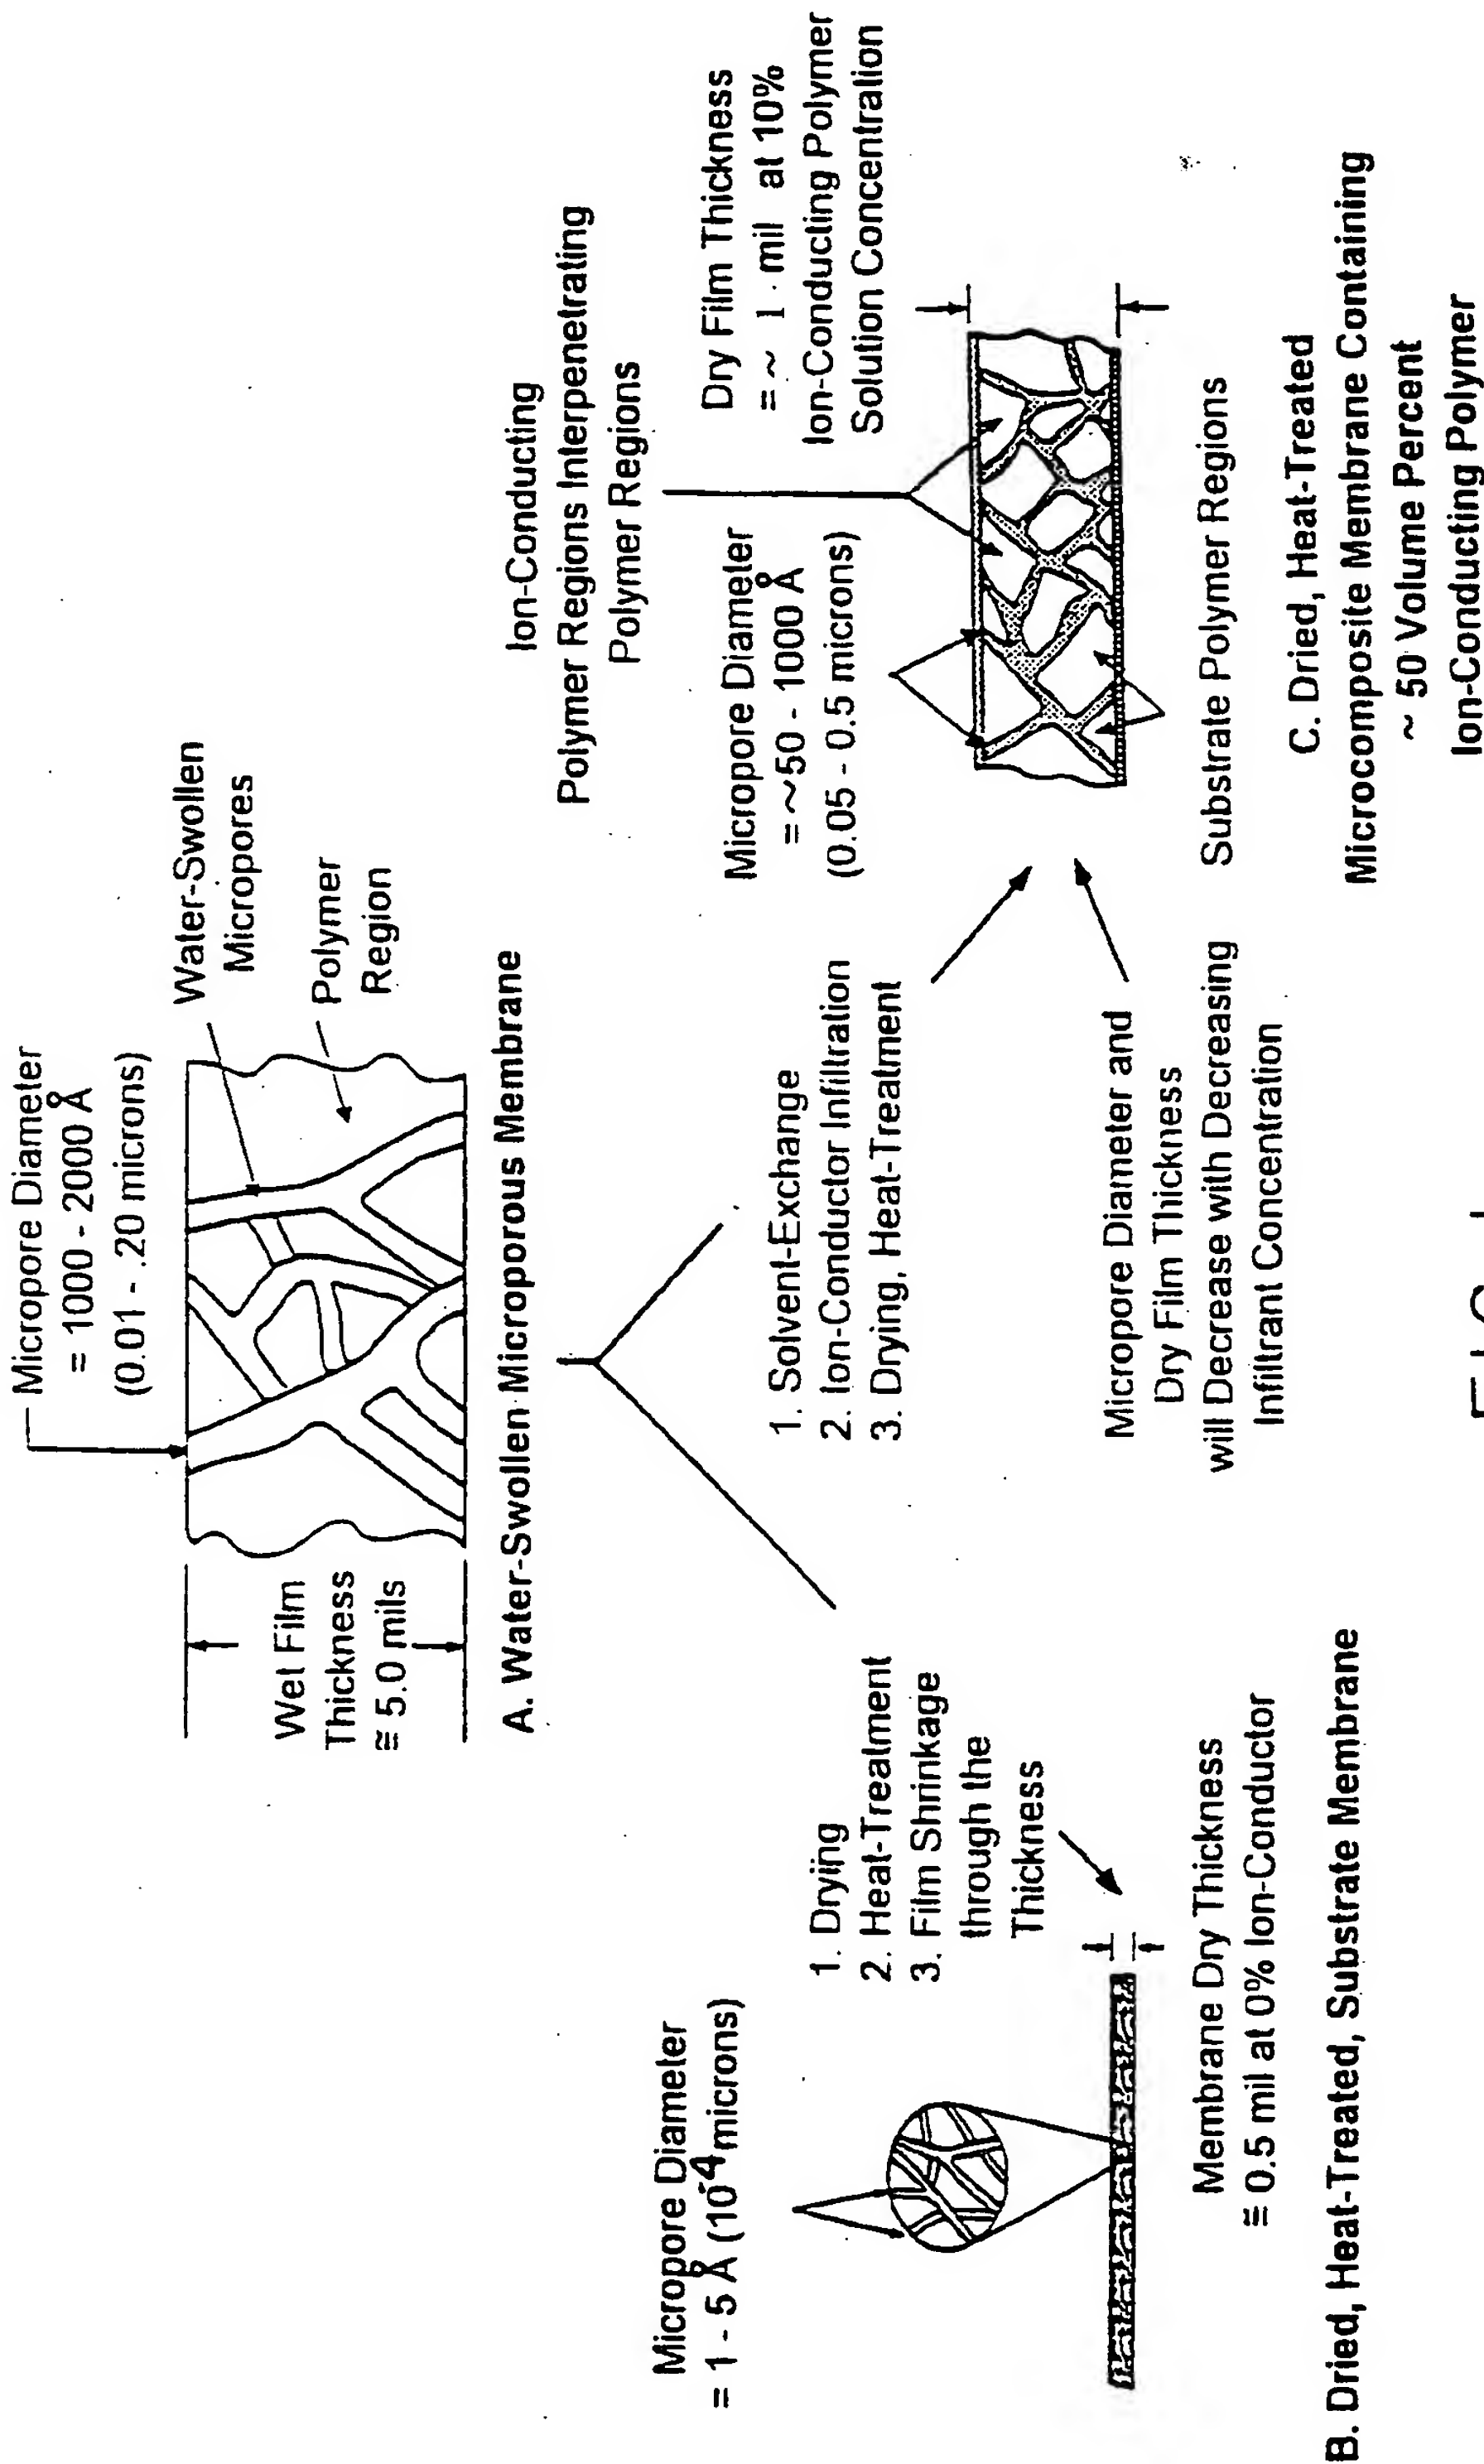 Micropore Diameter
= 1000 - 2000 Å
(0.01 - .20 microns)
Water-Swollen
Micropores
Polymer
Region
Wet Film
Thickness
≅ 5.0 mils
A. Water-Swollen Microporous Membrane
Micropore Diameter
= 1 - 5 Å (10-4 microns)
1. Drying
2. Heat-Treatment
3. Film Shrinkage
through the
Thickness
Membrane Dry Thickness
≅ 0.5 mil at 0% Ion-Conductor
B. Dried, Heat-Treated, Substrate Membrane
1. Solvent-Exchange
2. Ion-Conductor Infiltration
3. Drying, Heat-Treatment
Micropore Diameter and
Dry Film Thickness
will Decrease with Decreasing
Infiltrant Concentration
Ion-Conducting
Polymer Regions Interpenetrating
Polymer Regions
Micropore Diameter
= ~50 - 1000 Å
(0.05 - 0.5 microns)
Dry Film Thickness
= ~ 1 . mil at 10%
Ion-Conducting Polymer
Solution Concentration
Substrate Polymer Regions
C. Dried, Heat-Treated
Microcomposite Membrane Containing
~ 50 Volume Percent
Ion-Conducting Polymer